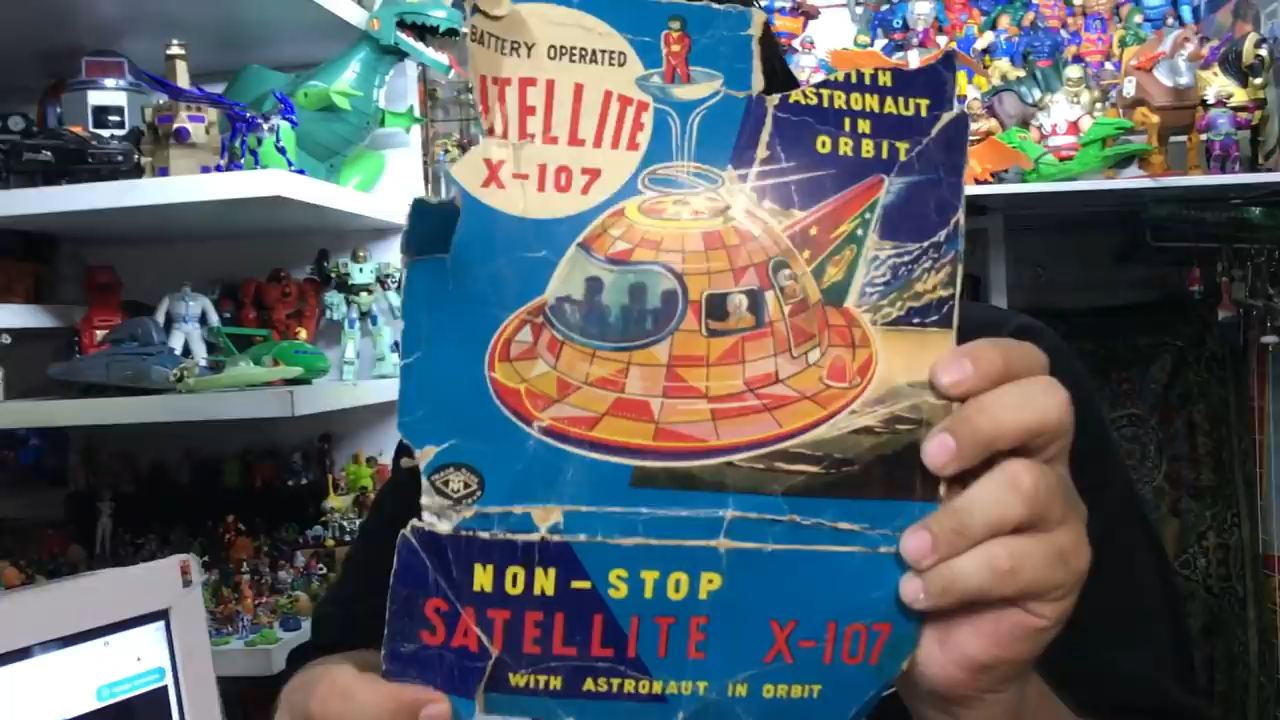 BATTERY OPERATED
ATELLITE
X-107
WITH
ASTRONAUT
IN
ORBIT
NON-STOP
SATELLITE X-107
WITH ASTRONAUT IN ORBIT